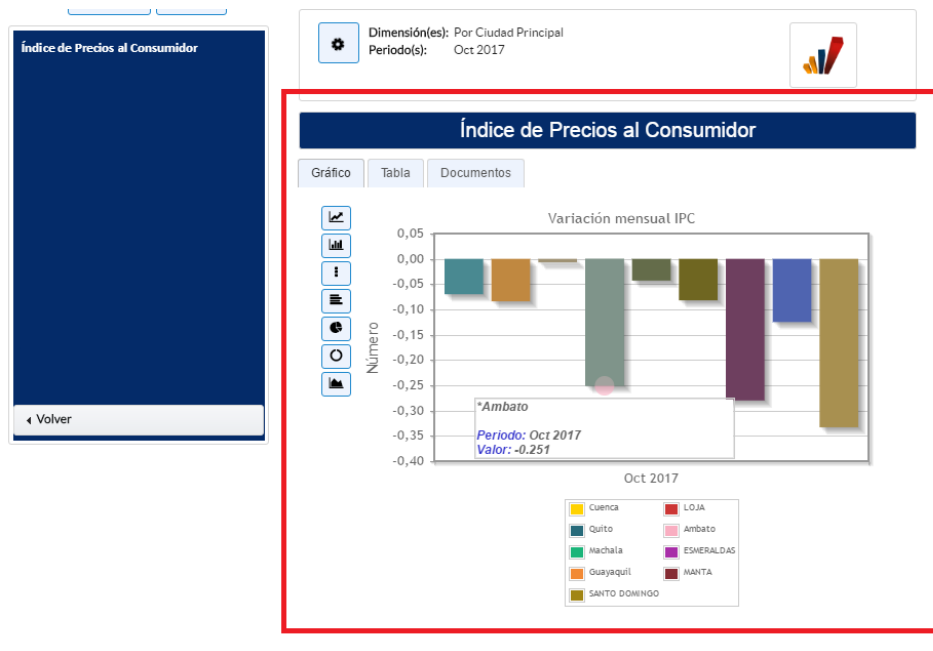 Índice de Precios al Consumidor
Volver
Dimensión(es): Por Ciudad Principal
Periodo(s): Oct 2017
Índice de Precios al Consumidor
Gráfico Tabla Documentos
Variación mensual IPC
0,05
0,00
-0,05
-0,10
-0,15
-0,20
-0,25
-0,30
-0,35
-0,40
Número
*Ambato
Periodo: Oct 2017
Valor: -0.251
Oct 2017
Cuenca LOJA
Quito Ambato
Machala ESMERALDAS
Guayaquil MANTA
SANTO DOMINGO